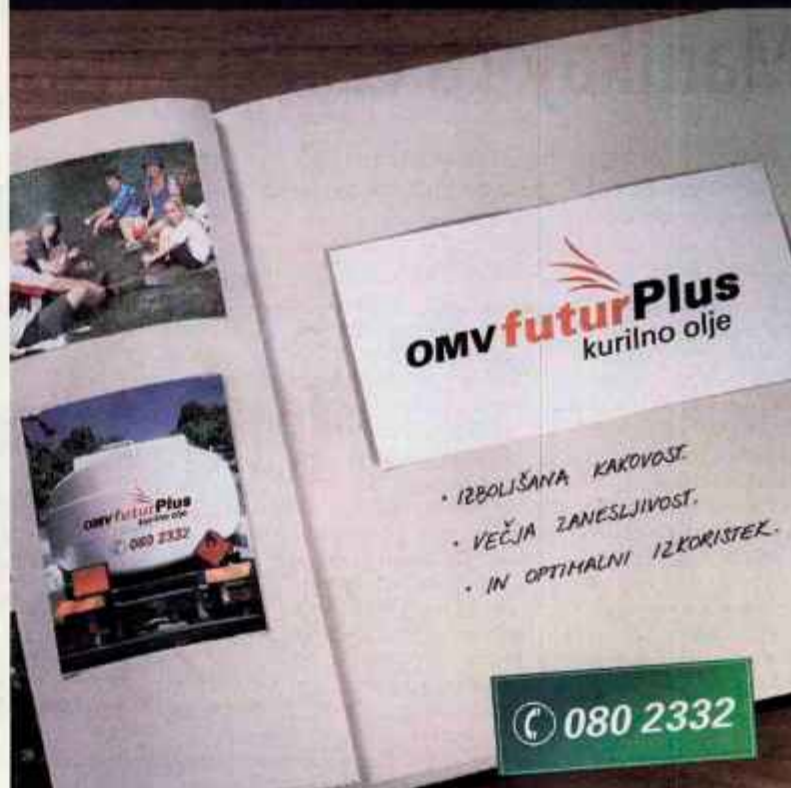 OMV futurPlus
kurilno olje
080 2332
OMV futurPlus
kurilno olje
• IZBOLJŠANA KAKOVOST.
• VEČJA ZANESLJIVOST.
• IN OPTIMALNI IZKORISTEK.
080 2332